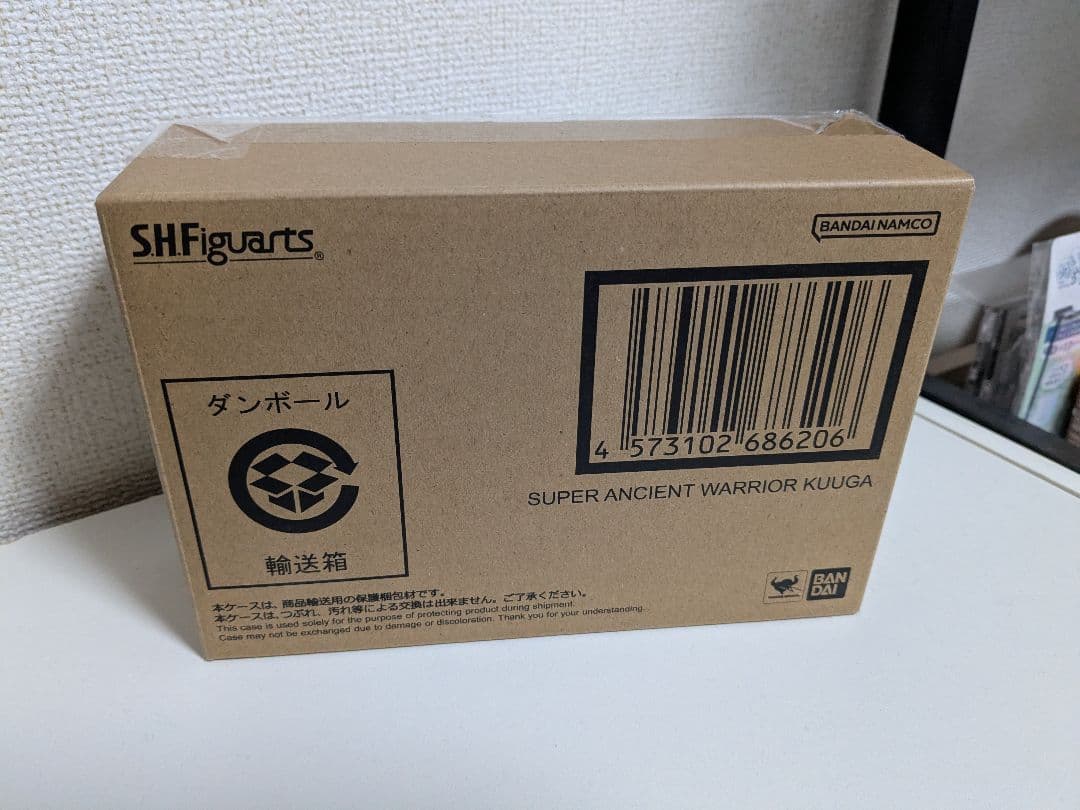 S.H.Figuarts®
BANDAI NAMCO
4 573102 686206
SUPER ANCIENT WARRIOR KUUGA
ダンボール
輸送箱
BAN
DAI
本ケースは、商品輸送用の保護梱包材です。
本ケースは、つぶれ、汚れ等による交換は出来ません。ご了承ください。
This case is used solely for the purpose of protecting product during shipment.
Case may not be exchanged due to damage or discoloration. Thank you for your understanding.